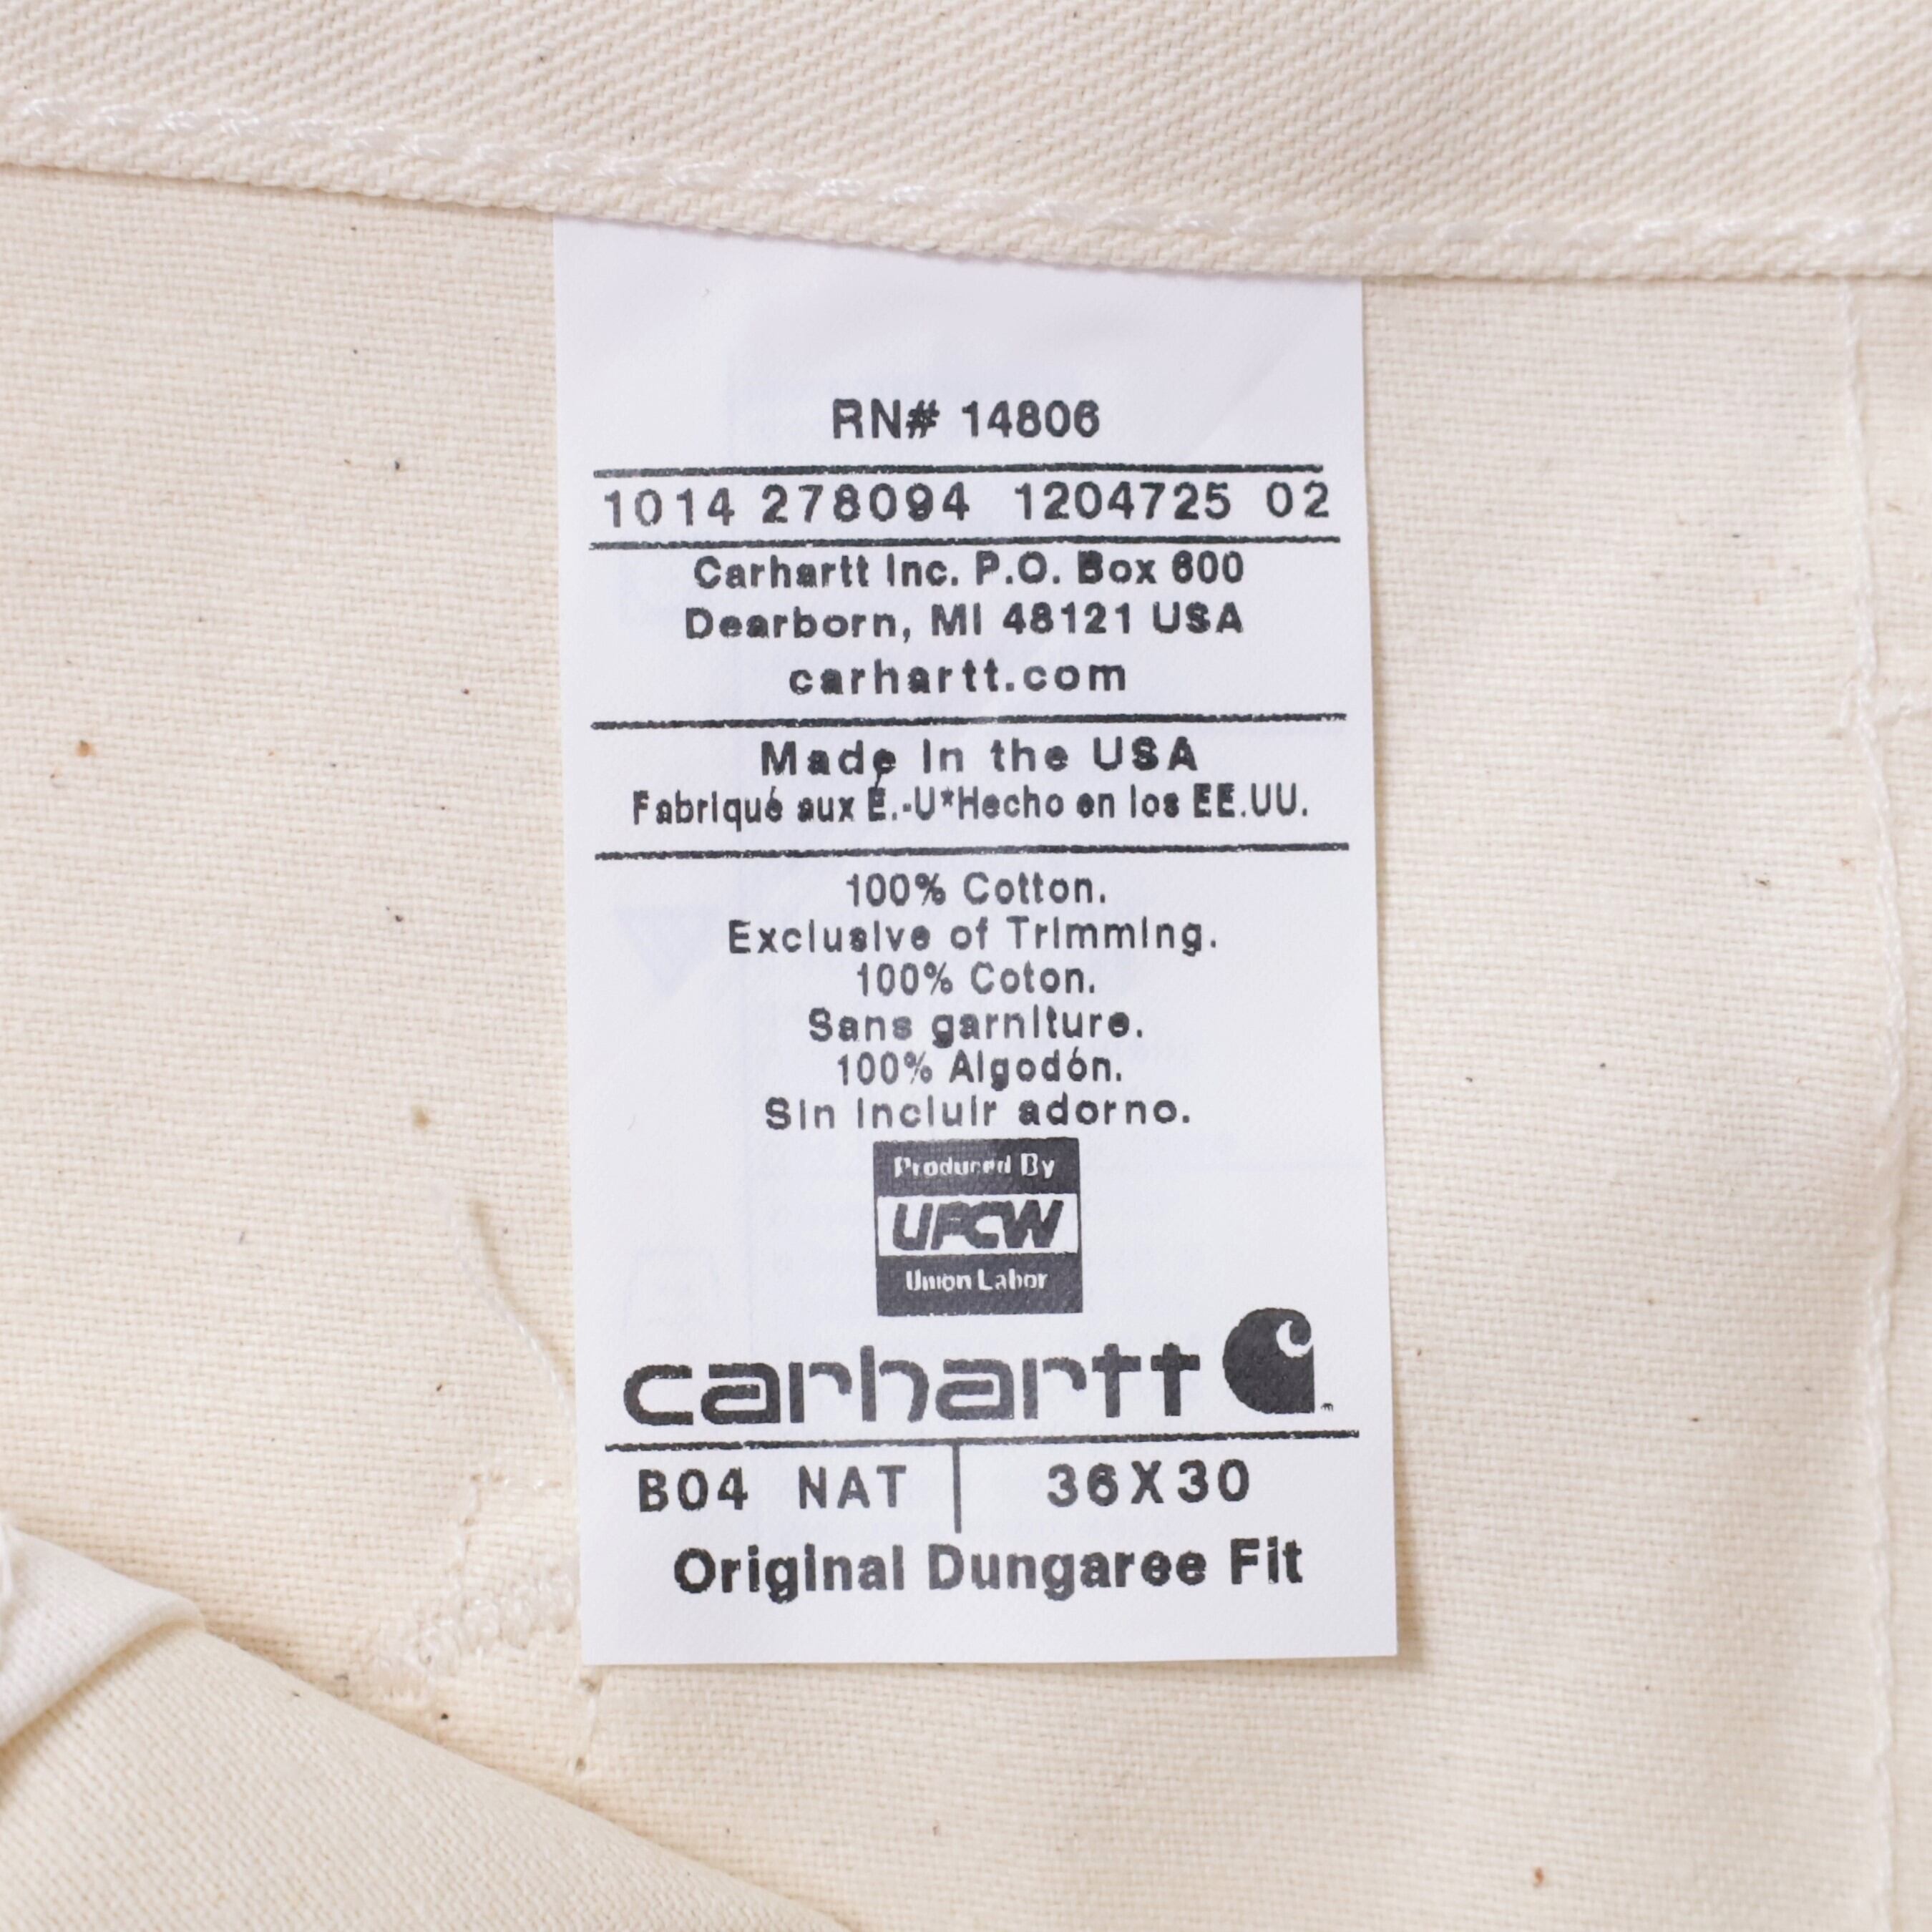 RN# 14806
1014 278094 1204725 02
Carhartt Inc. P.O. Box 600
Dearborn, MI 48121 USA
carhartt.com
Made In the USA
Fabriqué aux É.-U*Hecho en los EE.UU.
100% Cotton.
Exclusive of Trimming.
100% Coton.
Sans garniture.
100% Algodón.
Sin incluir adorno.
Produced By
UFCW
Union Labor
carhartt
B04 NAT 36X30
Original Dungaree Fit